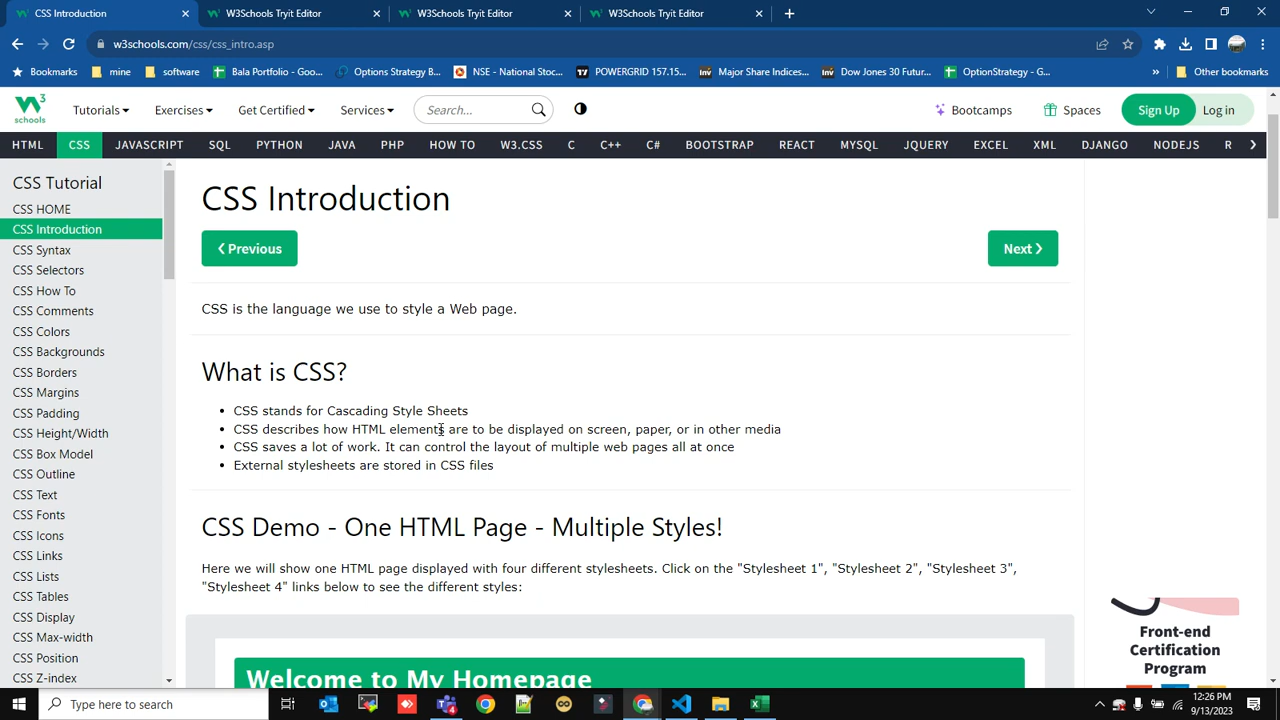 CSS Introduction
W3Schools Tryit Editor
W3Schools Tryit Editor
W3Schools Tryit Editor
w3schools.com/css/css_intro.asp
Bookmarks mine software Bala Portfolio - Goo... Options Strategy B... NSE - National Stoc... POWERGRID 157.15... Major Share Indices... Dow Jones 30 Futur... OptionStrategy - G... » Other bookmarks
W3 schools
Tutorials Exercises Get Certified Services Search... Bootcamps Spaces Sign Up Log in
HTML CSS JAVASCRIPT SQL PYTHON JAVA PHP HOW TO W3.CSS C C++ C# BOOTSTRAP REACT MYSQL JQUERY EXCEL XML DJANGO NODEJS R
CSS Tutorial
CSS HOME
CSS Introduction
CSS Syntax
CSS Selectors
CSS How To
CSS Comments
CSS Colors
CSS Backgrounds
CSS Borders
CSS Margins
CSS Padding
CSS Height/Width
CSS Box Model
CSS Outline
CSS Text
CSS Fonts
CSS Icons
CSS Links
CSS Lists
CSS Tables
CSS Display
CSS Max-width
CSS Position
CSS Z-index
CSS Introduction
❮ Previous
Next ❯
CSS is the language we use to style a Web page.
What is CSS?
• CSS stands for Cascading Style Sheets
• CSS describes how HTML elements are to be displayed on screen, paper, or in other media
• CSS saves a lot of work. It can control the layout of multiple web pages all at once
• External stylesheets are stored in CSS files
CSS Demo - One HTML Page - Multiple Styles!
Here we will show one HTML page displayed with four different stylesheets. Click on the "Stylesheet 1", "Stylesheet 2", "Stylesheet 3",
"Stylesheet 4" links below to see the different styles:
Welcome to My Homepage
Front-end
Certification
Program
Type here to search
12:26 PM
9/13/2023